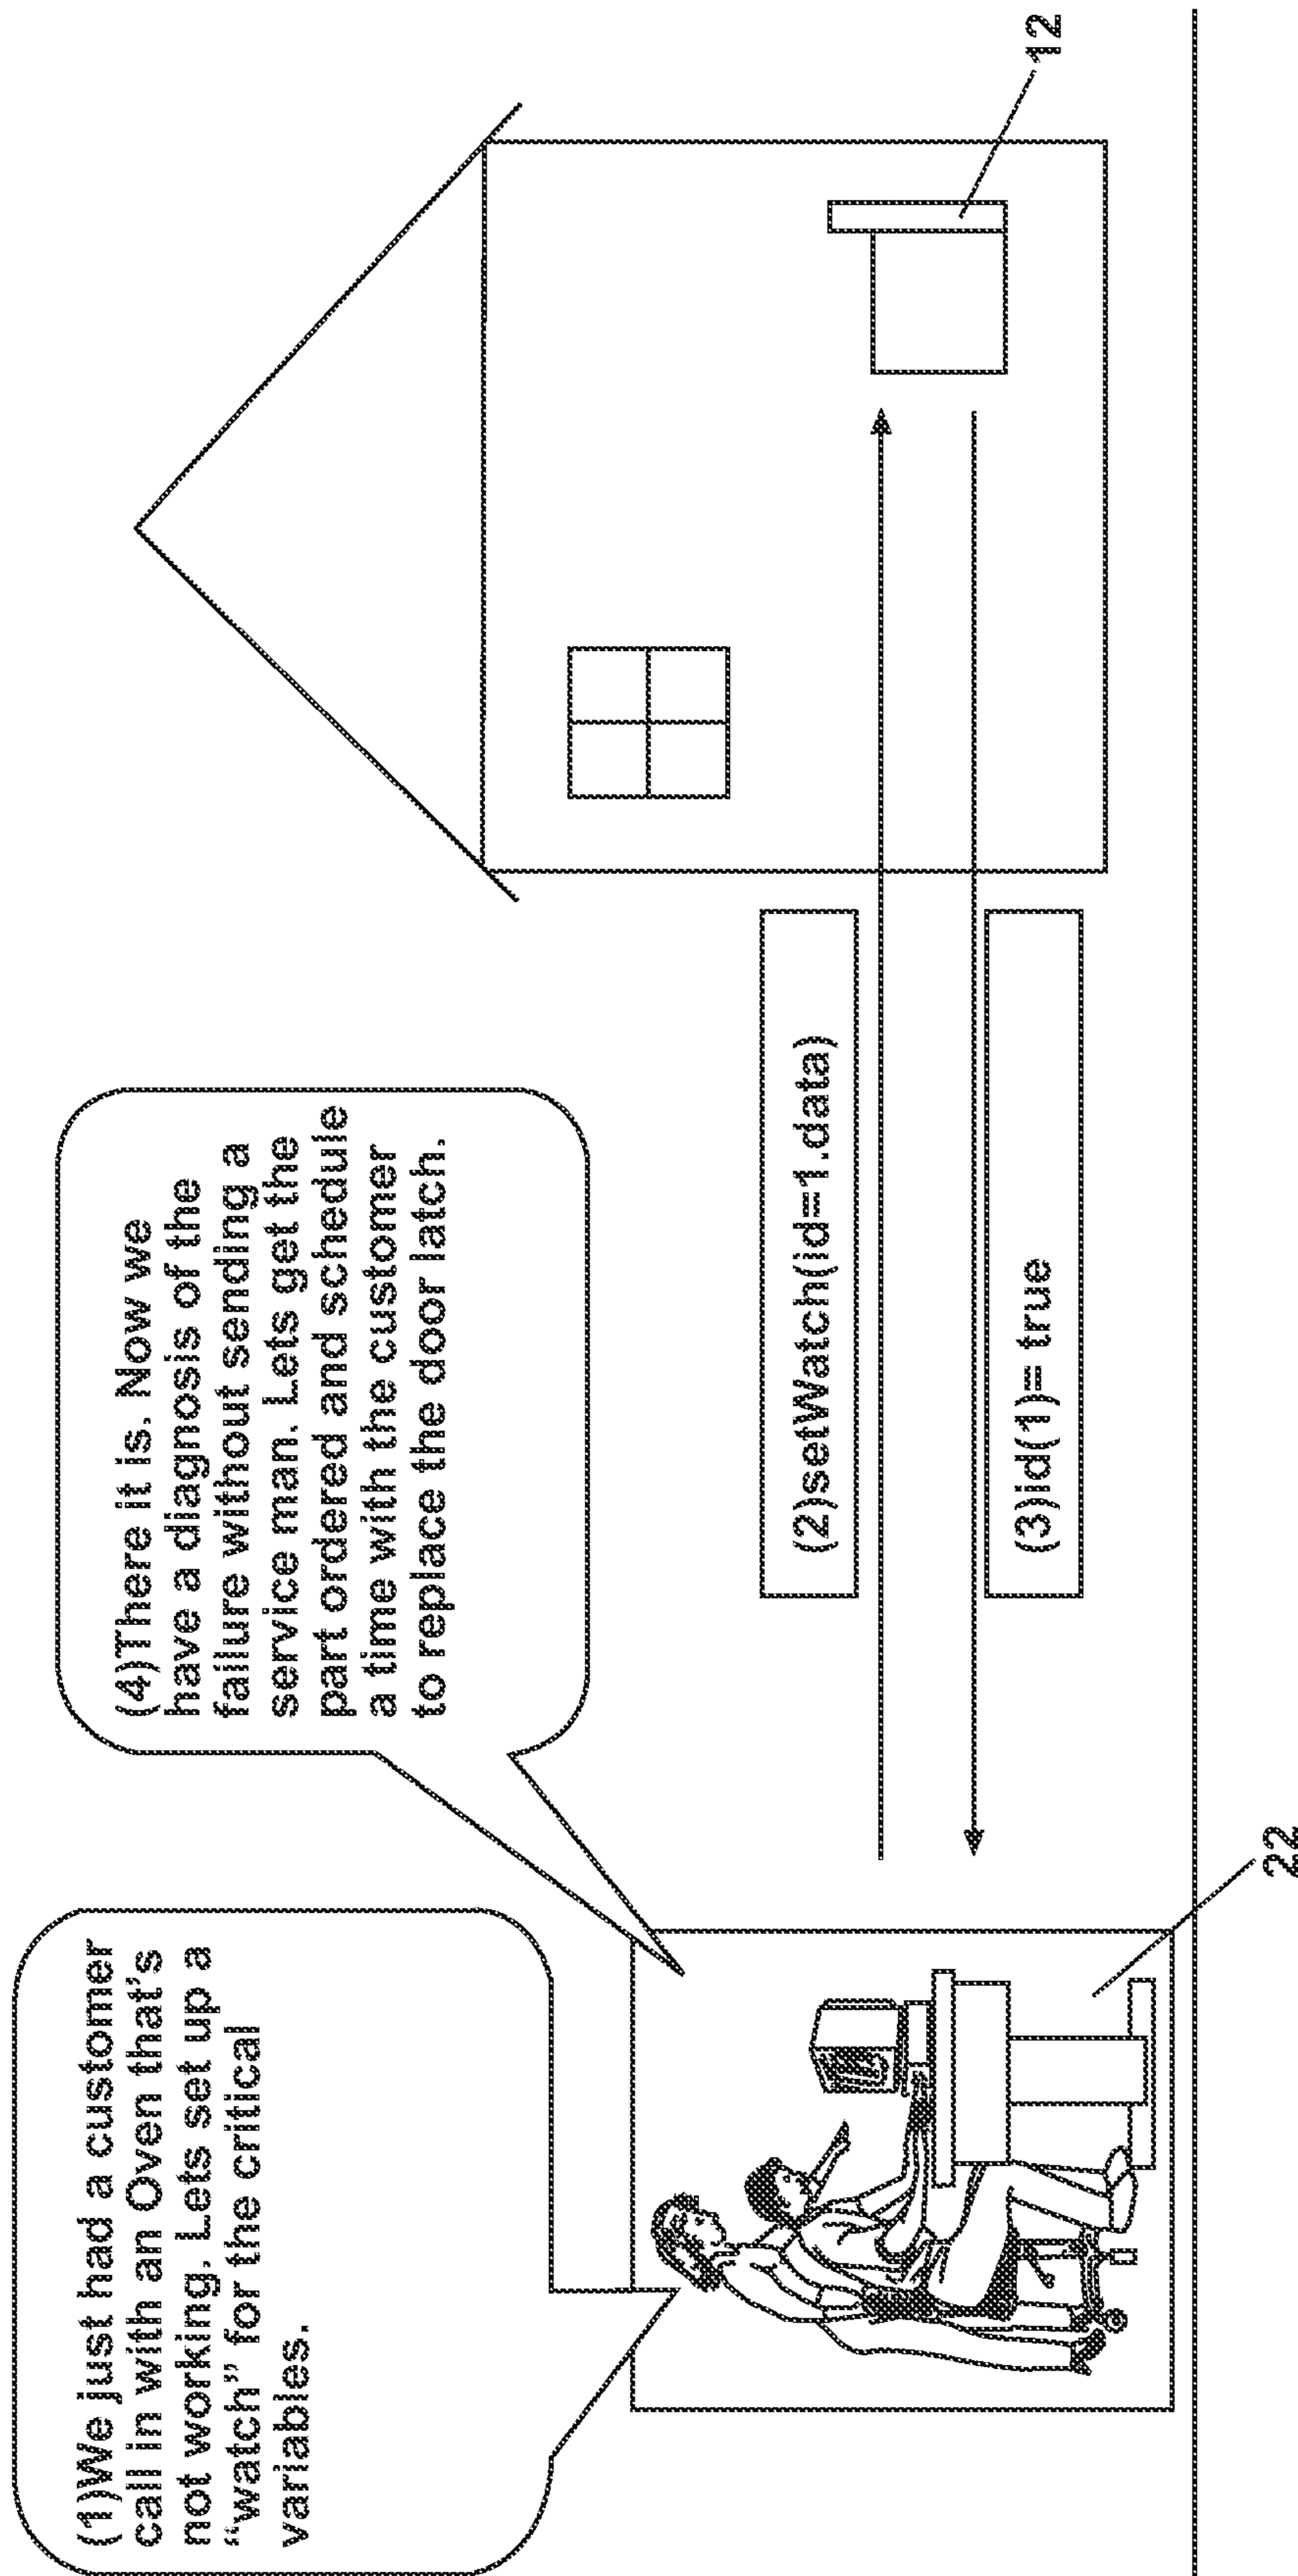 (1)We just had a customer
call in with an Oven that's
not working. Lets set up a
“watch” for the critical
variables.
(4)There it is. Now we
have a diagnosis of the
failure without sending a
service man. Lets get the
part ordered and schedule
a time with the customer
to replace the door latch.
(2)setWatch(id=1.data)
(3)id(1)= true
12
22